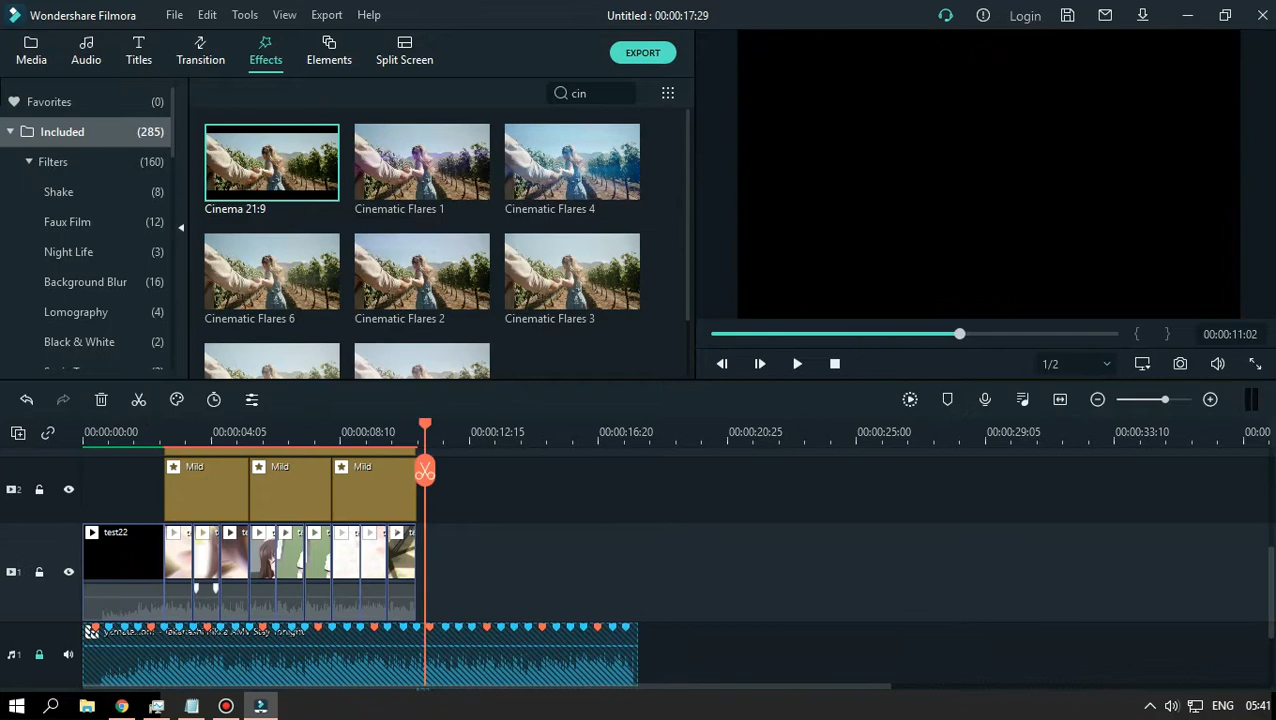 Wondershare Filmora
File
Edit
Tools
View
Export
Help
Untitled : 00:00:17:29
Login
Media
Audio
Titles
Transition
Effects
Elements
Split Screen
EXPORT
Favorites (0)
cin
Included (285)
Filters (160)
Shake (8)
Faux Film (12)
Night Life (3)
Background Blur (16)
Lomography (4)
Black & White (2)
Cinema 21:9
Cinematic Flares 1
Cinematic Flares 4
Cinematic Flares 6
Cinematic Flares 2
Cinematic Flares 3
{ }
00:00:11:02
1/2
00:00:00:00
00:00:04:05
00:00:08:10
00:00:12:15
00:00:16:20
00:00:20:25
00:00:25:00
00:00:29:05
00:00:33:10
00:00
2
Mild
Mild
Mild
1
test22
1
AMV Stay Tonight
ENG
05:41